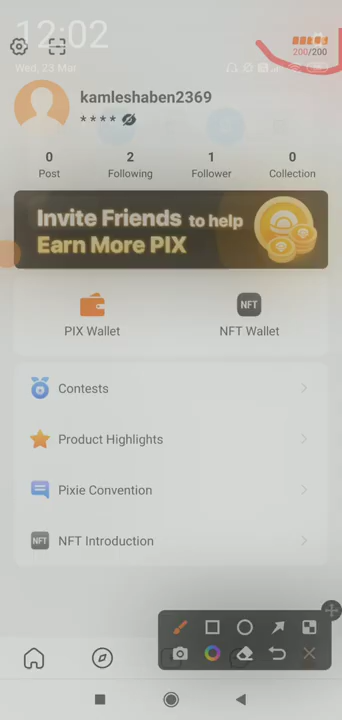 12:02
Wed, 23 Mar
200/200
kamleshaben2369
****
0 2 1 0
Post Following Follower Collection
Invite Friends to help
Earn More PIX
NFT
PIX Wallet NFT Wallet
Contests
Product Highlights
Pixie Convention
NFT NFT Introduction